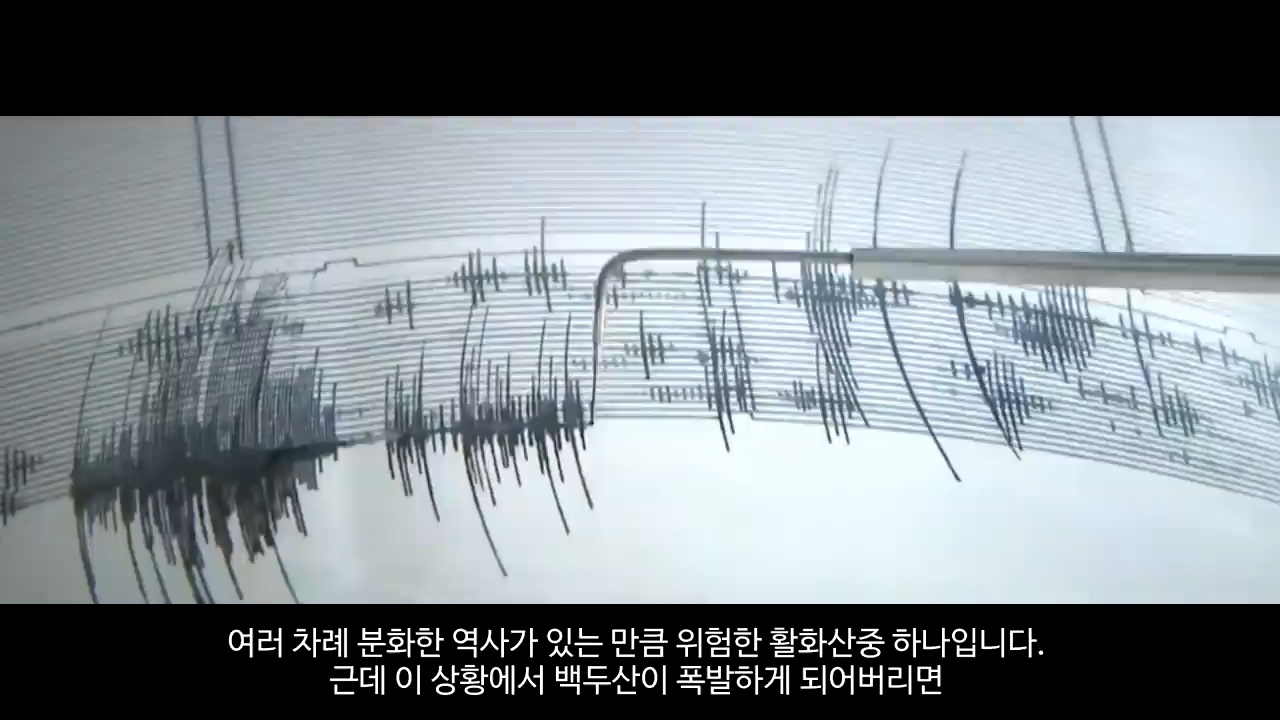 여러 차례 분화한 역사가 있는 만큼 위험한 활화산중 하나입니다.
근데 이 상황에서 백두산이 폭발하게 되어버리면